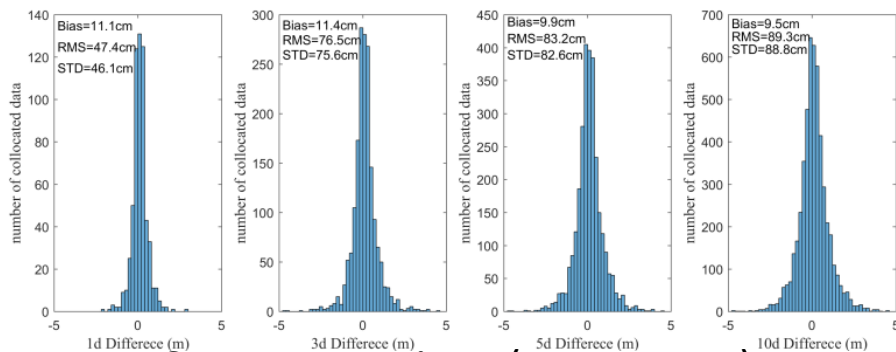 Bias=11.1cm
RMS=47.4cm
STD=46.1cm
140
120
100
80
60
40
20
0
number of collocated data
-5 0 5
1d Differece (m)
Bias=11.4cm
RMS=76.5cm
STD=75.6cm
300
250
200
150
100
50
0
number of collocated data
-5 0 5
3d Differece (m)
Bias=9.9cm
RMS=83.2cm
STD=82.6cm
450
400
350
300
250
200
150
100
50
0
number of collocated data
-5 0 5
5d Differece (m)
Bias=9.5cm
RMS=89.3cm
STD=88.8cm
700
600
500
400
300
200
100
0
number of collocated data
-10 0 5
10d Differece (m)